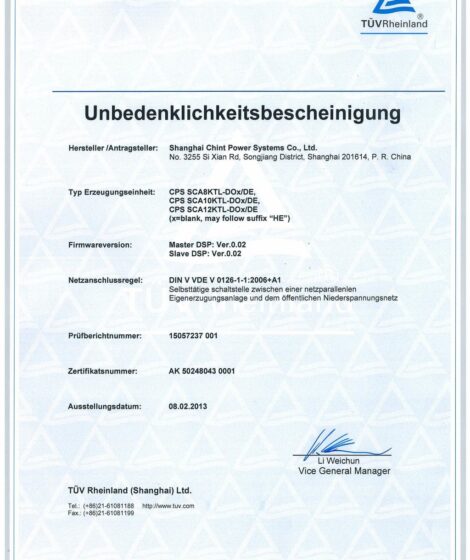 TÜVRheinland®
Unbedenklichkeitsbescheinigung
Hersteller /Antragsteller: Shanghai Chint Power Systems Co., Ltd.
No. 3255 Si Xian Rd, Songjiang District, Shanghai 201614, P. R. China
Typ Erzeugungseinheit: CPS SCA8KTL-DOx/DE,
CPS SCA10KTL-DOx/DE,
CPS SCA12KTL-DOx/DE
(x=blank, may follow suffix “HE”)
Firmwareversion: Master DSP: Ver.0.02
Slave DSP: Ver.0.02
Netzanschlussregel: DIN V VDE V 0126-1-1:2006+A1
Selbsttätige schaltstelle zwischen einer netzparallenlen
Eigenerzeugungsanlage und dem öffentlichen Niederspannungsnetz
TÜVRheinland
Prüfberichtnummer: 15057237 001
Zertifikatsnummer: AK 50248043 0001
Ausstellungsdatum: 08.02.2013
Li Weichun
Vice General Manager
TÜV Rheinland (Shanghai) Ltd.
Tel.: (+86)21-61081188 http://www.tuv.com
Fax.: (+86)21-61081199